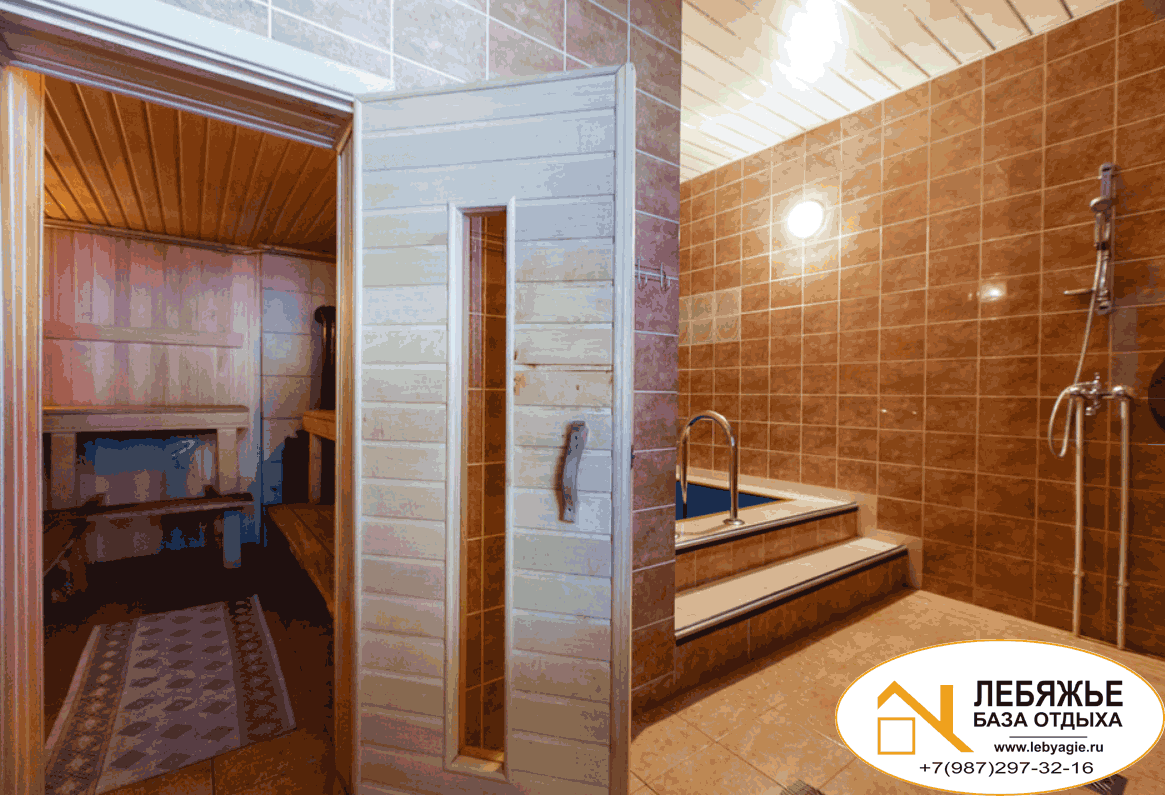 ЛЕБЯЖЬЕ
БАЗА ОТДЫХА
www.lebyagie.ru
+7(987)297-32-16